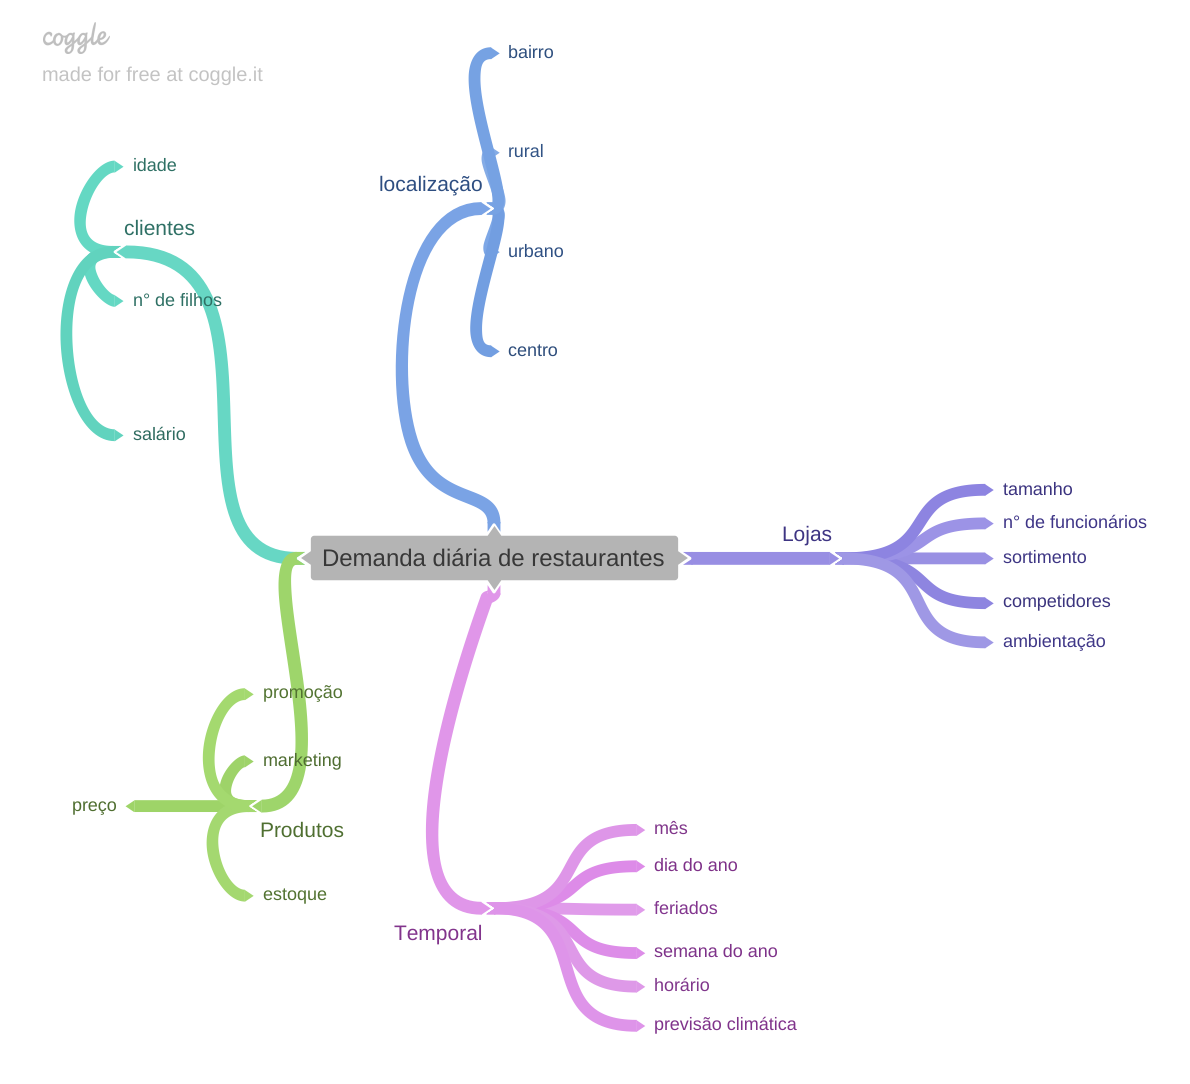 coggle
made for free at coggle.it
bairro
rural
localização
urbano
centro
idade
clientes
n° de filhos
salário
Demanda diária de restaurantes
Lojas
tamanho
n° de funcionários
sortimento
competidores
ambientação
promoção
marketing
preço
Produtos
estoque
mês
dia do ano
feriados
Temporal
semana do ano
horário
previsão climática